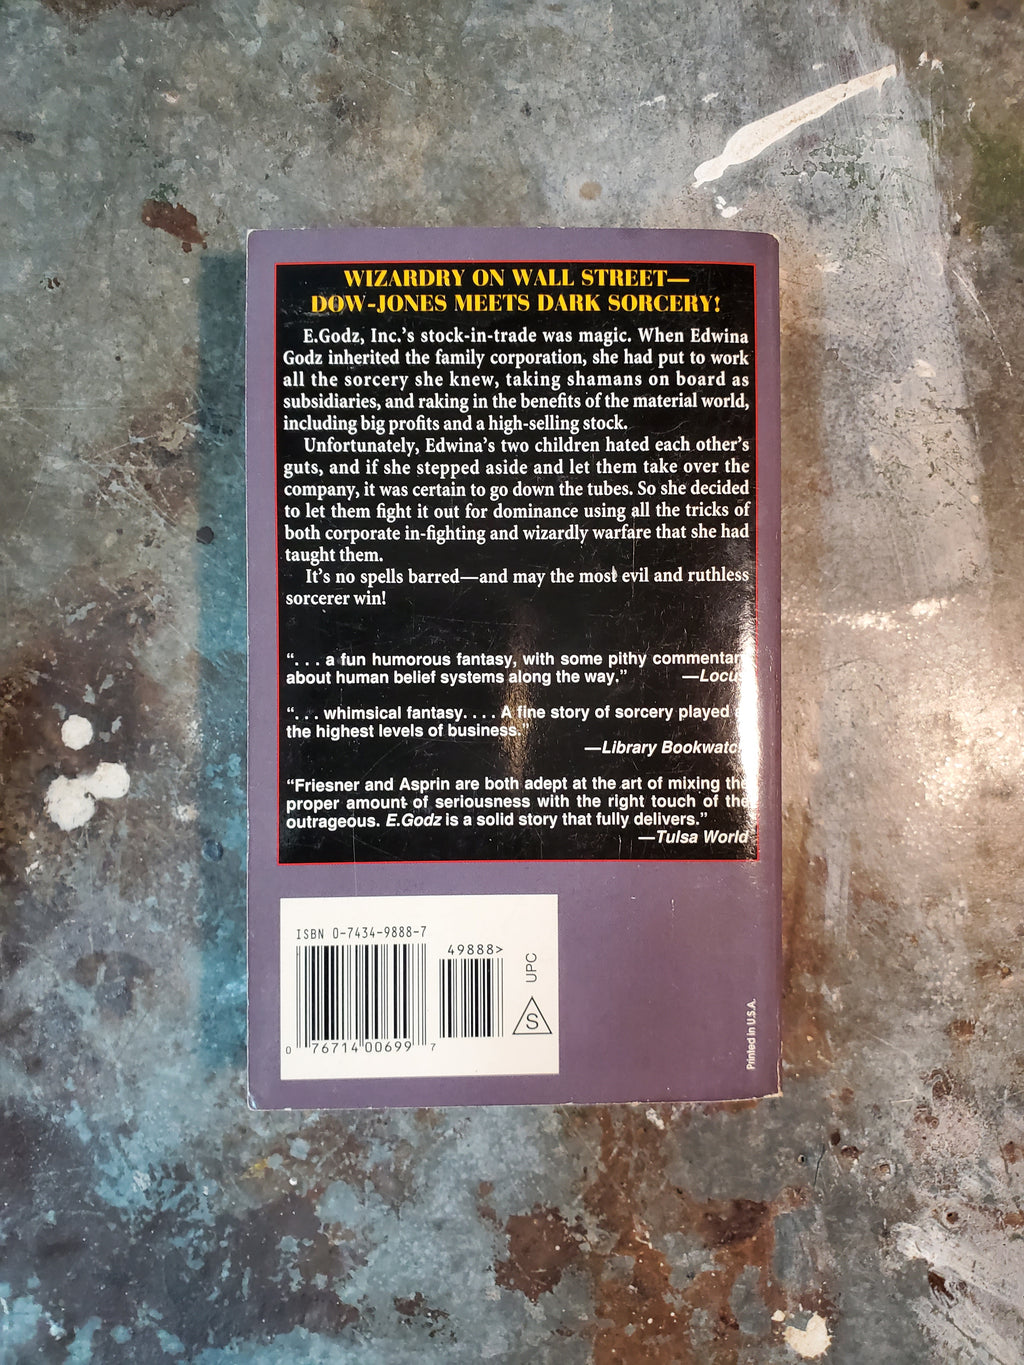 WIZARDRY ON WALL STREET—
DOW-JONES MEETS DARK SORCERY!
E.Godz, Inc.'s stock-in-trade was magic. When Edwina
Godz inherited the family corporation, she had put to work
all the sorcery she knew, taking shamans on board as
subsidiaries, and raking in the benefits of the material world,
including big profits and a high-selling stock.
Unfortunately, Edwina's two children hated each other's
guts, and if she stepped aside and let them take over the
company, it was certain to go down the tubes. So she decided
to let them fight it out for dominance using all the tricks of
both corporate in-fighting and wizardly warfare that she had
taught them.
It's no spells barred—and may the most evil and ruthless
sorcerer win!
". . . a fun humorous fantasy, with some pithy commentary
about human belief systems along the way." —Locus
". . . whimsical fantasy. . . . A fine story of sorcery played
the highest levels of business."
—Library Bookwatch
"Friesner and Asprin are both adept at the art of mixing the
proper amount of seriousness with the right touch of the
outrageous. E.Godz is a solid story that fully delivers."
—Tulsa World
ISBN 0-7434-9888-7
49888>
UPC
S
0 76714 00699 7
Printed in U.S.A.